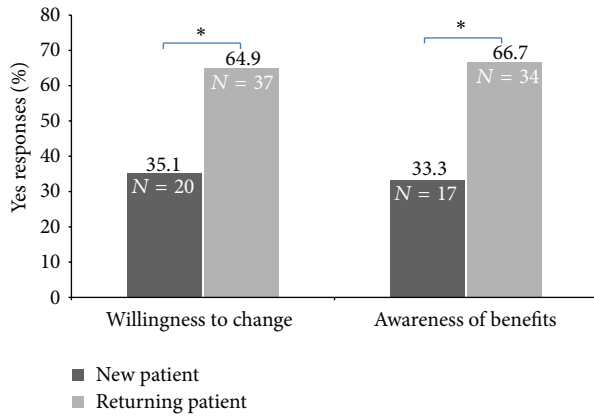 Yes responses (%)
80
70
60
50
40
30
20
10
0
*
*
35.1
N = 20
64.9
N = 37
33.3
N = 17
66.7
N = 34
Willingness to change
Awareness of benefits
New patient
Returning patient